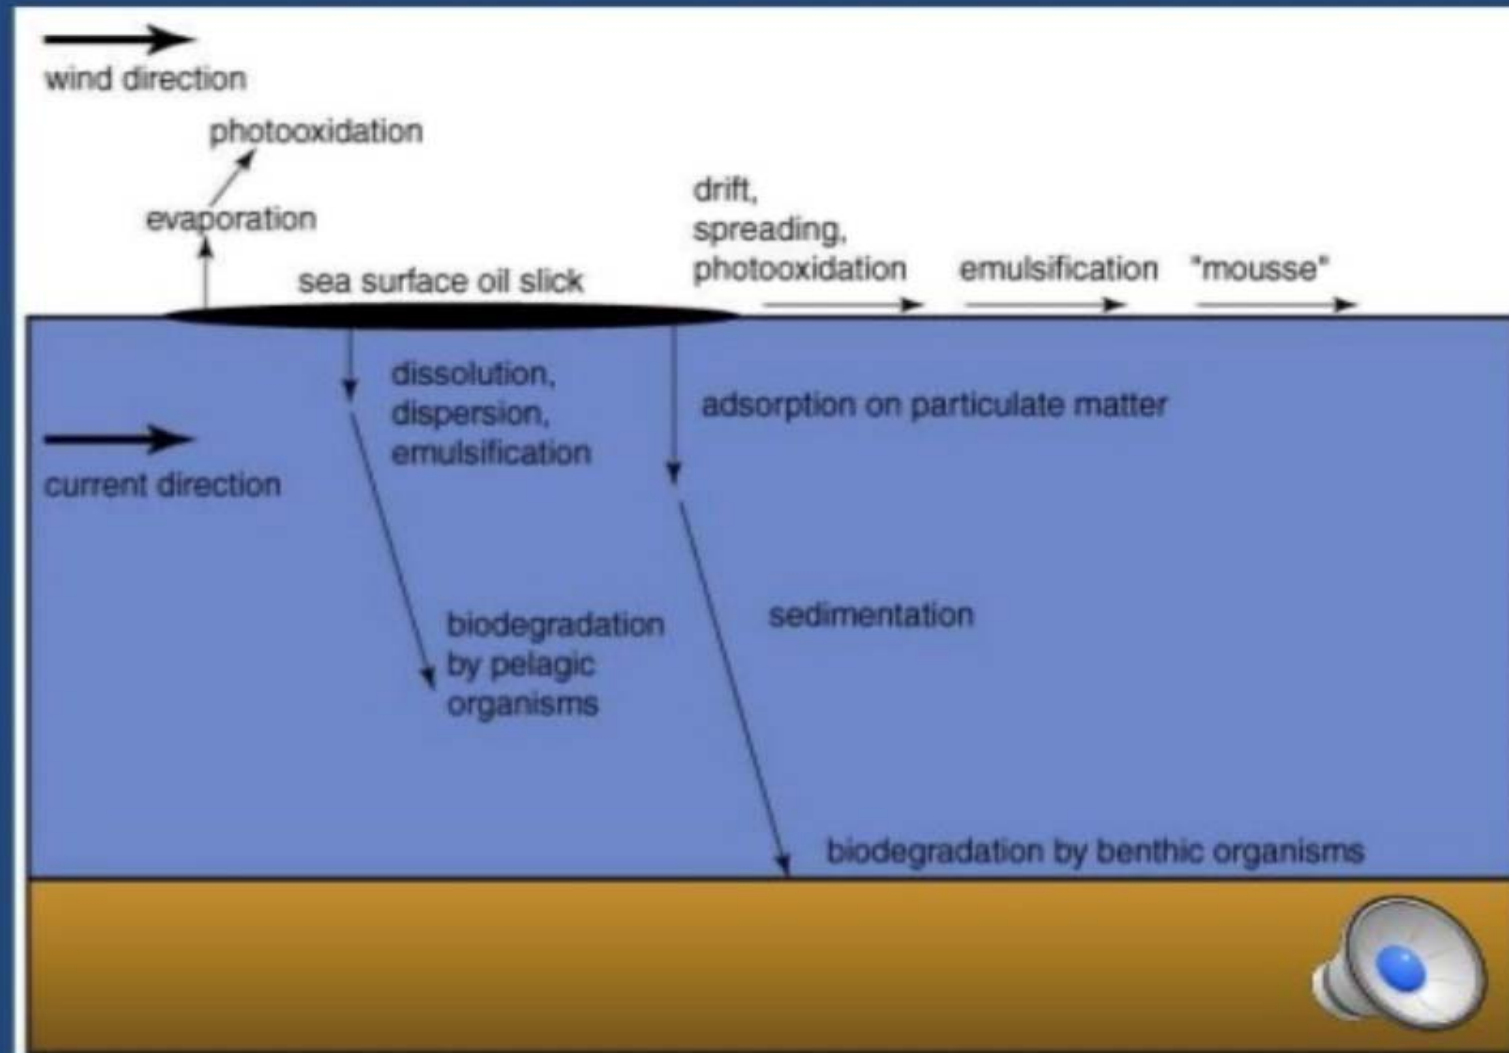 wind direction
photooxidation
evaporation
sea surface oil slick
drift,
spreading,
photooxidation
emulsification
"mousse"
dissolution,
dispersion,
emulsification
adsorption on particulate matter
current direction
biodegradation
by pelagic
organisms
sedimentation
biodegradation by benthic organisms